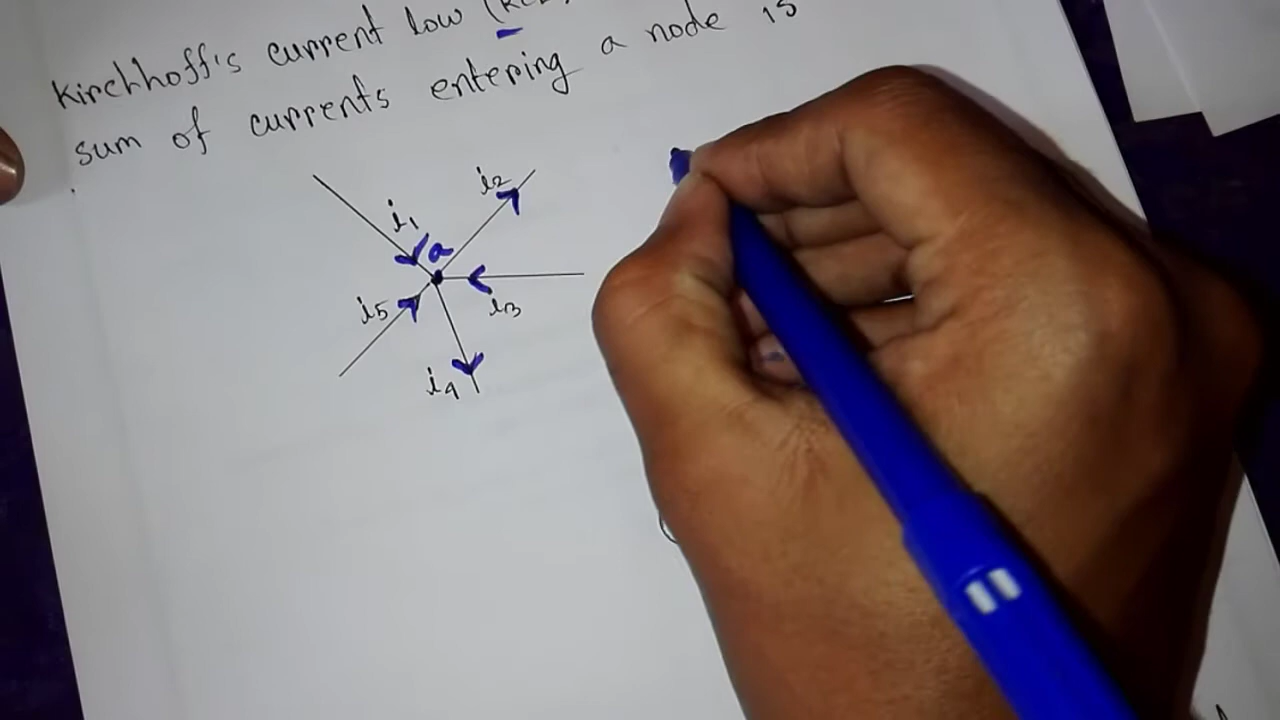 Kirchhoff's current low
sum of currents entering a node is
i1
i2
a
i5
i3
i4